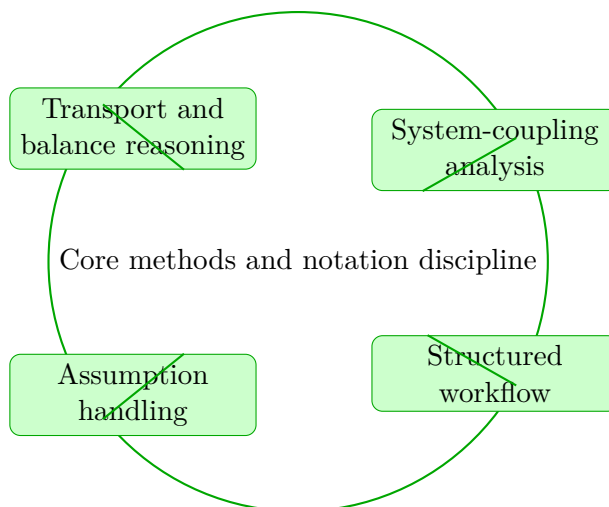 Transport and
balance reasoning
System-coupling
analysis
Core methods and notation discipline
Assumption
handling
Structured
workflow